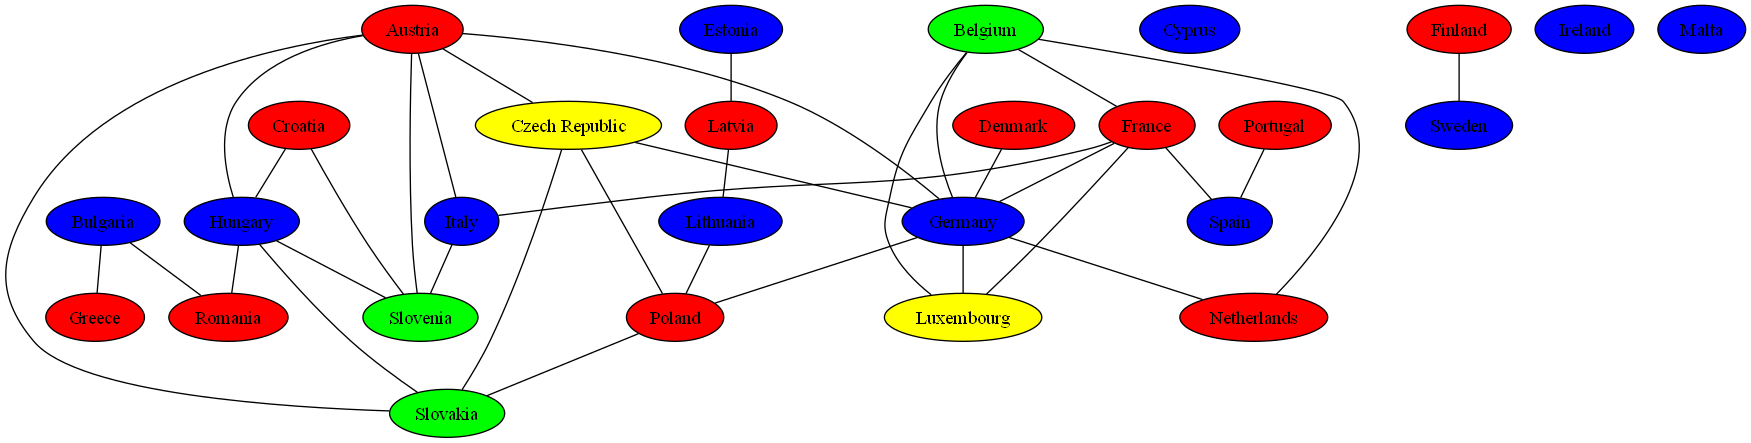 Austria
Estonia
Belgium
Cyprus
Finland
Ireland
Malta
Croatia
Czech Republic
Latvia
Denmark
France
Portugal
Sweden
Bulgaria
Hungary
Italy
Lithuania
Germany
Spain
Greece
Romania
Slovenia
Poland
Luxembourg
Netherlands
Slovakia